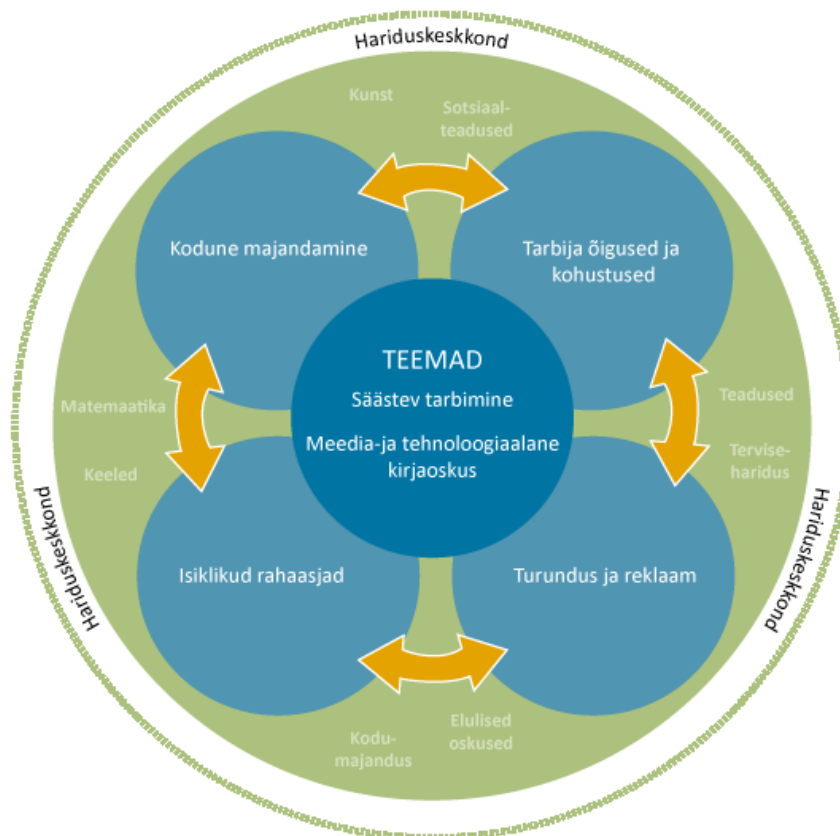 Hariduskeskkond
Kunst
Sotsiaal-
teadused
Kodune majandamine
Tarbija õigused ja
kohustused
TEEMAD
Säästev tarbimine
Meedia-ja tehnoloogiaalane
kirjaoskus
Matemaatika
Keeled
Teadused
Tervise-
haridus
Hariduskeskkond
Hariduskeskkond
Isiklikud rahaasjad
Turundus ja reklaam
Kodu-
majandus
Elulised
oskused